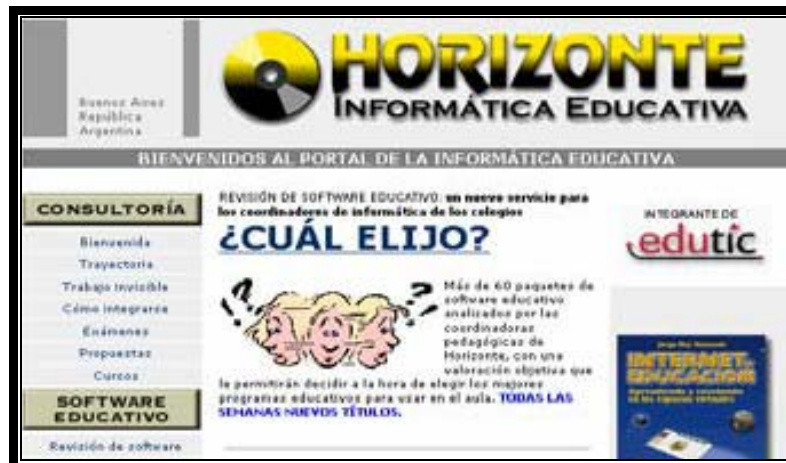 HORIZONTE
INFORMÁTICA EDUCATIVA
Buenos Aires
República
Argentina
BIENVENIDOS AL PORTAL DE LA INFORMÁTICA EDUCATIVA
CONSULTORÍA
Bienvenida
Trayectoria
Trabajo invisible
Cómo integrarse
Exámenes
Propuestas
Cursos
SOFTWARE
EDUCATIVO
Revisión de software
REVISIÓN DE SOFTWARE EDUCATIVO: un nuevo servicio para
los coordinadores de informática de los colegios
¿CUÁL ELIJO?
? ! ? !
Más de 60 paquetes de
software educativo
analizados por las
coordinadoras
pedagógicas de
Horizonte, con una
valoración objetiva que
le permitirán decidir a la hora de elegir los mejores
programas educativos para usar en el aula. TODAS LAS
SEMANAS NUEVOS TÍTULOS.
INTEGRANTE DE
edutic
INTERNET
EDUCACIÓN